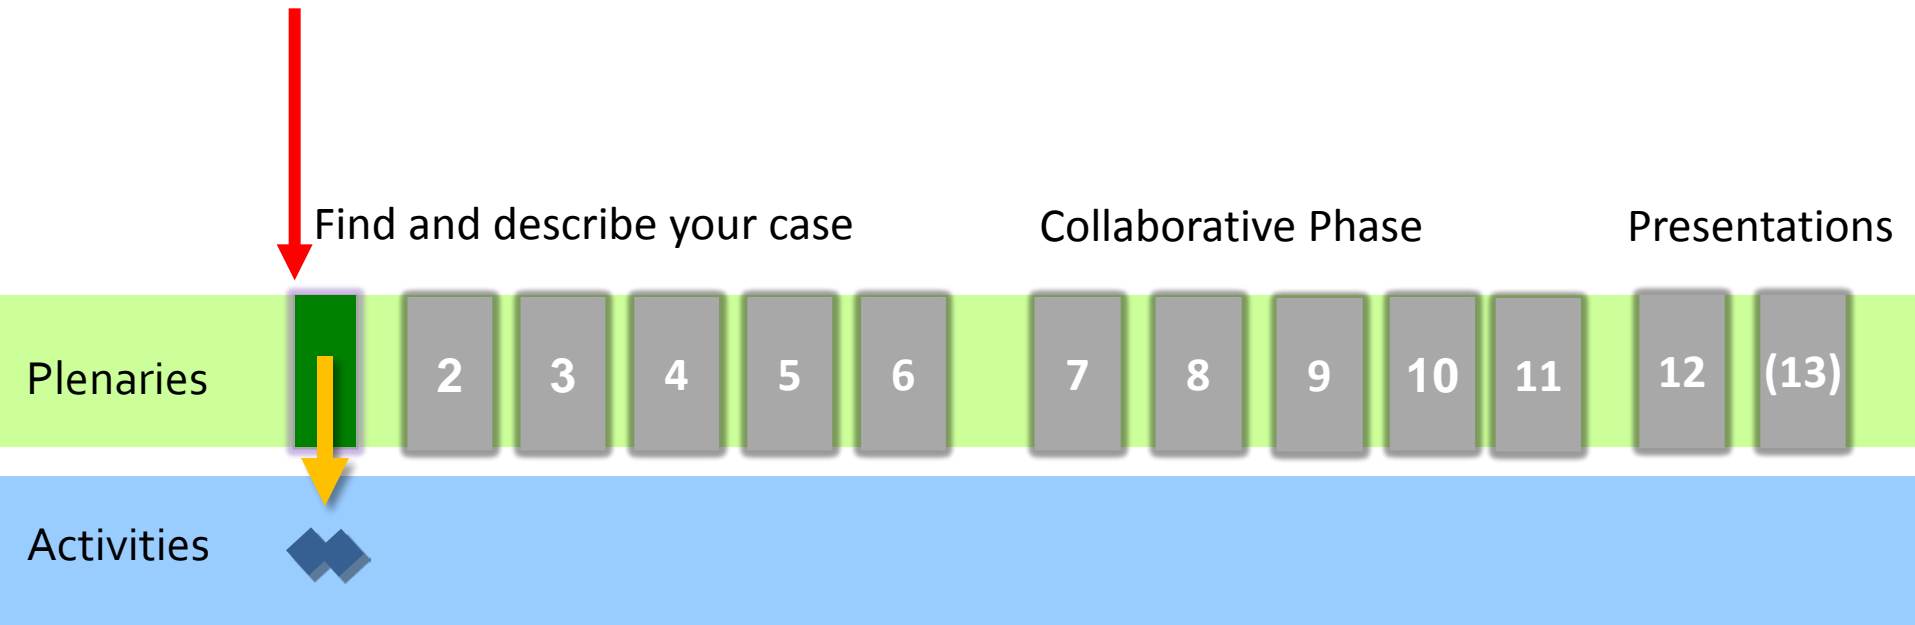 Find and describe your case
Collaborative Phase
Presentations
Plenaries
2
3
4
5
6
7
8
9
10
11
12
(13)
Activities